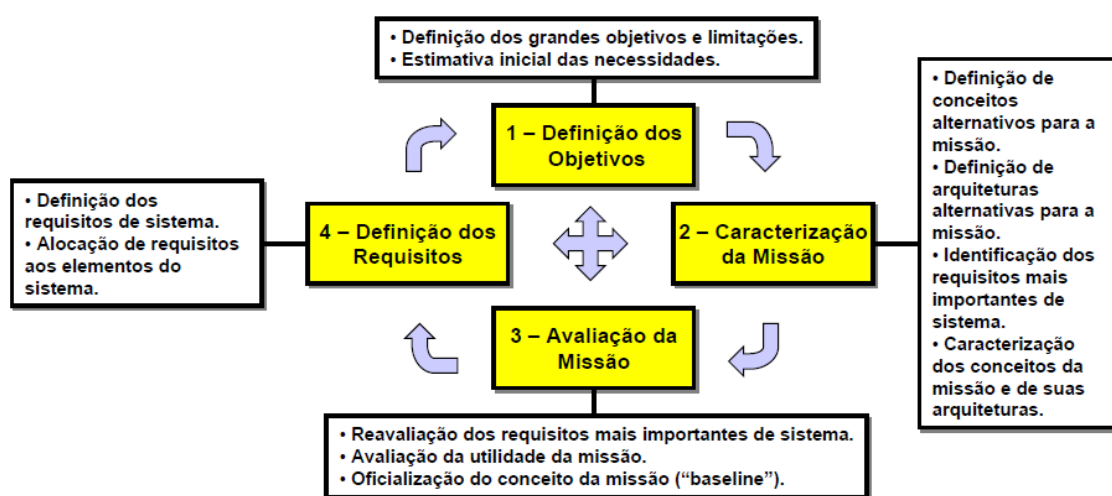 • Definição dos grandes objetivos e limitações.
• Estimativa inicial das necessidades.
1 – Definição dos
Objetivos
• Definição de
conceitos
alternativos para a
missão.
• Definição de
arquiteturas
alternativas para a
missão.
• Identificação dos
requisitos mais
importantes de
sistema.
• Caracterização
dos conceitos da
missão e de suas
arquiteturas.
2 – Caracterização
da Missão
• Definição dos
requisitos de sistema.
• Alocação de requisitos
aos elementos do
sistema.
4 – Definição dos
Requisitos
3 – Avaliação da
Missão
• Reavaliação dos requisitos mais importantes de sistema.
• Avaliação da utilidade da missão.
• Oficialização do conceito da missão (“baseline”).